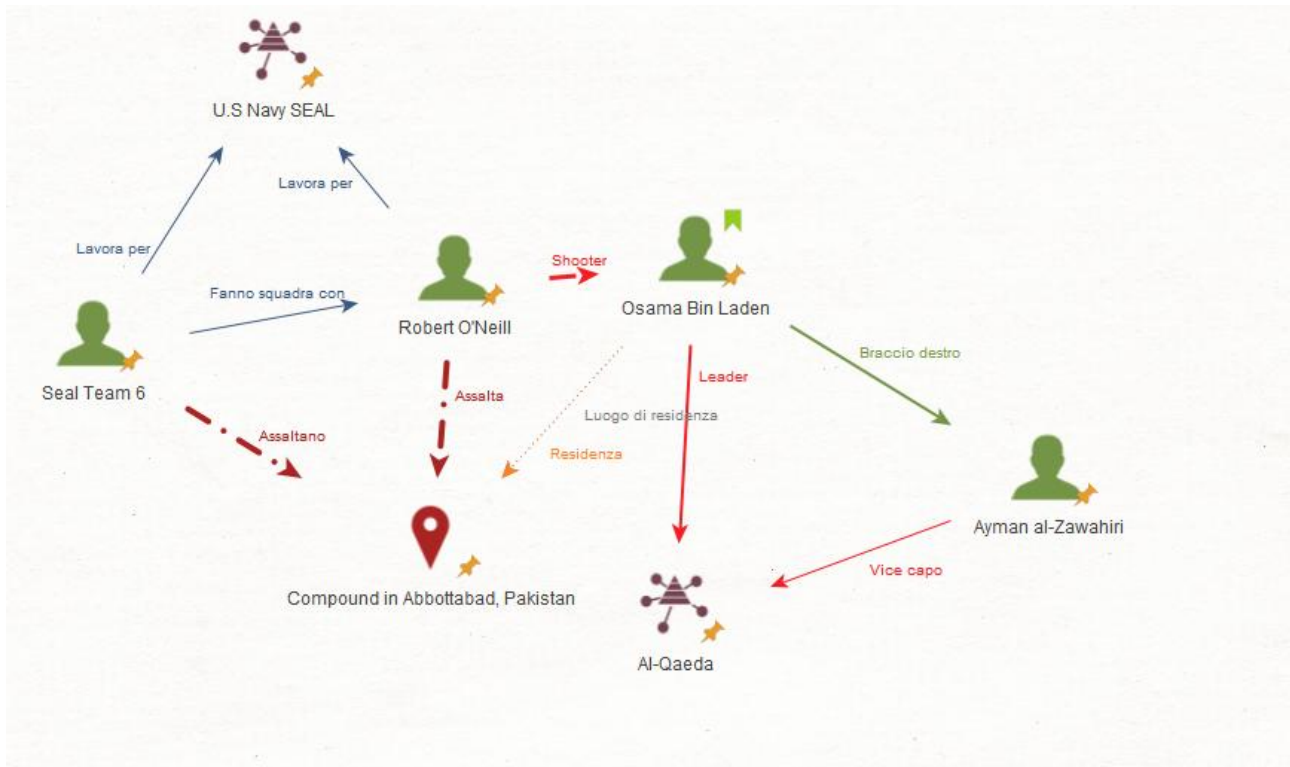 U.S Navy SEAL
Lavora per
Lavora per
Shooter
Fanno squadra con
Osama Bin Laden
Robert O'Neill
Braccio destro
Leader
Seal Team 6
Assalta
Luogo di residenza
Assaltano
Residenza
Ayman al-Zawahiri
Vice capo
Compound in Abbottabad, Pakistan
Al-Qaeda